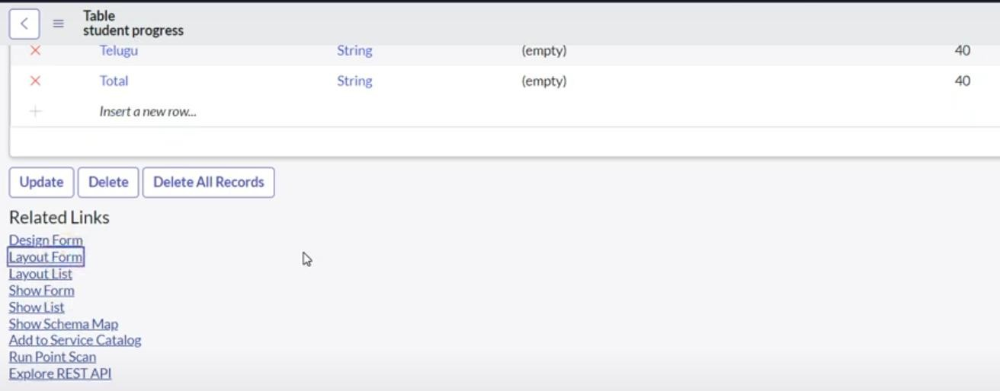 Table
student progress
Telugu String (empty) 40
Total String (empty) 40
Insert a new row...
Update Delete Delete All Records
Related Links
Design Form
Layout Form
Layout List
Show Form
Show List
Show Schema Map
Add to Service Catalog
Run Point Scan
Explore REST API